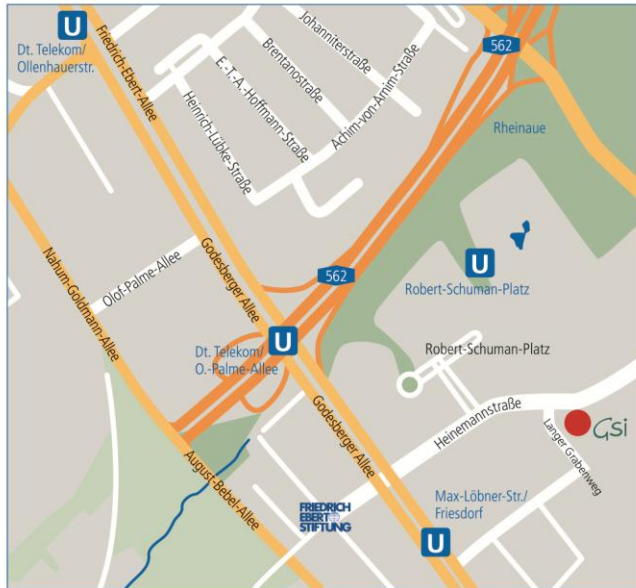 U
Dt. Telekom/
Ollenhauerstr.
Friedrich-Ebert-Allee
Johanniterstraße
Brentanostraße
E.-T.-A.-Hoffmann-Straße
Heinrich-Lübke-Straße
Achim-von-Arnim-Straße
562
Rheinaue
Nahum-Goldmann-Allee
Olof-Palme-Allee
Godesberger Allee
562
U
Robert-Schuman-Platz
U
Dt. Telekom/
O.-Palme-Allee
Robert-Schuman-Platz
Godesberger Allee
Heinemannstraße
Langer Grabenweg
GSi
August-Bebel-Allee
FRIEDRICH
EBERT
STIFTUNG
Max-Löbner-Str./
Friesdorf
U